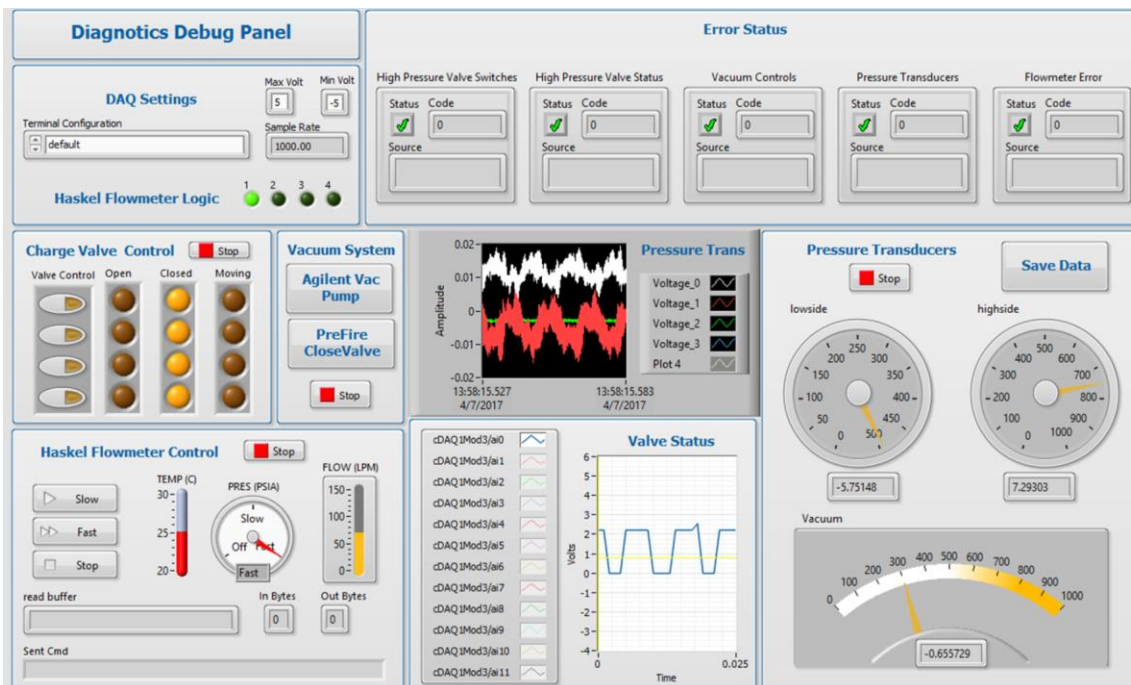 Diagnotics Debug Panel
DAQ Settings
Max Volt
Min Volt
5
-5
Terminal Configuration
default
Sample Rate
1000.00
Haskel Flowmeter Logic
1 2 3 4
Error Status
High Pressure Valve Switches
High Pressure Valve Status
Vacuum Controls
Pressure Transducers
Flowmeter Error
Status Code
0
Source
Status Code
0
Source
Status Code
0
Source
Status Code
0
Source
Status Code
0
Source
Charge Valve Control
Stop
Valve Control
Open
Closed
Moving
Vacuum System
Agilent Vac
Pump
PreFire
CloseValve
Stop
Pressure Trans
Amplitude
0.02
0.01
0
-0.01
-0.02
13:58:15.527
4/7/2017
13:58:15.583
4/7/2017
Voltage_0
Voltage_1
Voltage_2
Voltage_3
Plot 4
Pressure Transducers
Stop
Save Data
lowside
0 50 100 150 200 250 300 350 400 450 500
-5.75148
highside
0 100 200 300 400 500 600 700 800 900 1000
7.29303
Vacuum
0 100 200 300 400 500 600 700 800 900 1000
-0.655729
Haskel Flowmeter Control
Stop
Slow
Fast
Stop
TEMP (C)
30
25
20
PRES (PSIA)
Slow
Off
Fast
Fast
FLOW (LPM)
150
100
50
0
read buffer
In Bytes
0
Out Bytes
0
Sent Cmd
cDAQ1Mod3/ai0
cDAQ1Mod3/ai1
cDAQ1Mod3/ai2
cDAQ1Mod3/ai3
cDAQ1Mod3/ai4
cDAQ1Mod3/ai5
cDAQ1Mod3/ai6
cDAQ1Mod3/ai7
cDAQ1Mod3/ai8
cDAQ1Mod3/ai9
cDAQ1Mod3/ai10
cDAQ1Mod3/ai11
Valve Status
Volts
6
5
4
3
2
1
0
-1
-2
-3
-4
0
0.025
Time